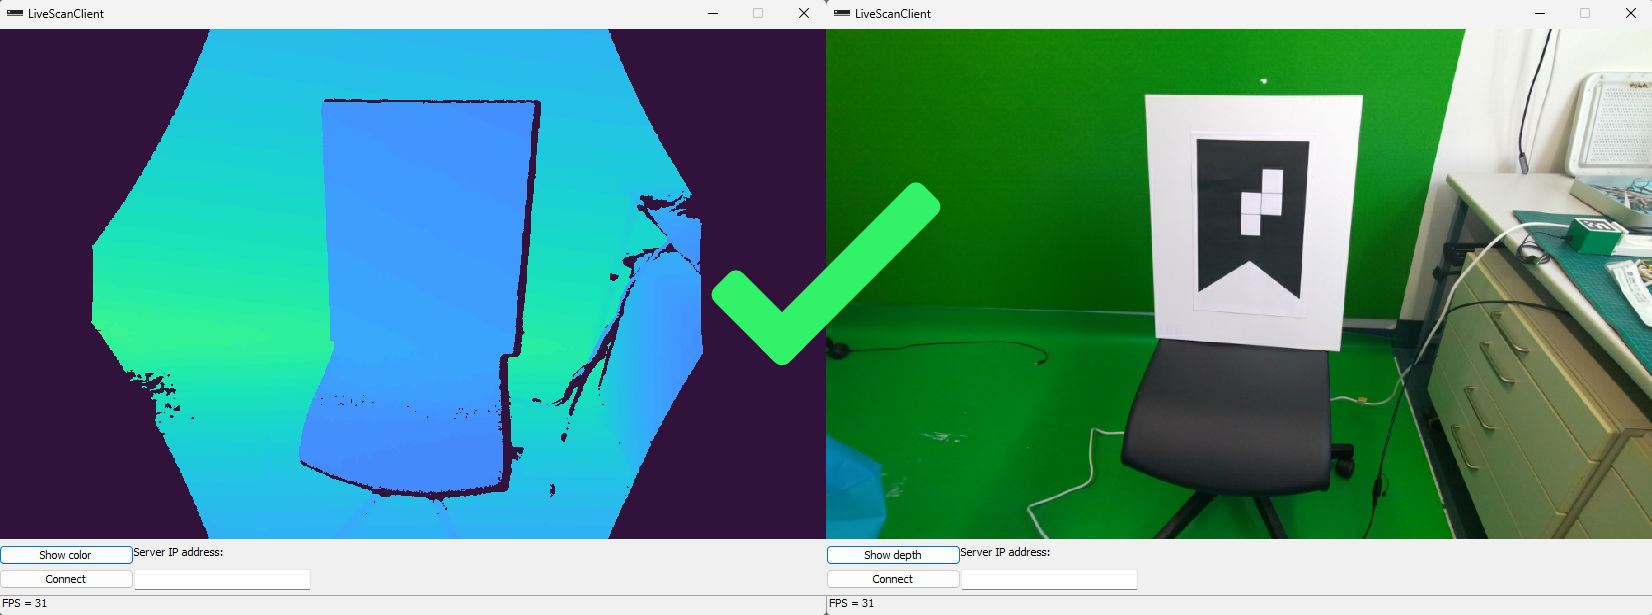 LiveScanClient
Show color
Server IP address:
Connect
FPS = 31
LiveScanClient
Show depth
Server IP address:
Connect
FPS = 31